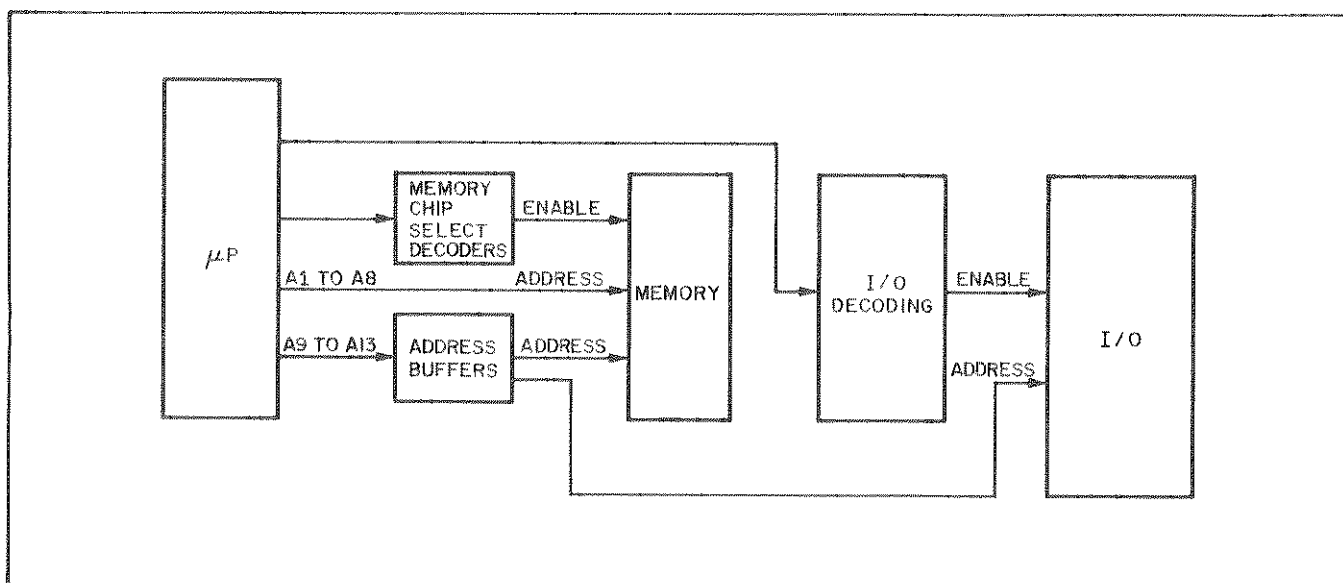 μP
MEMORY
CHIP
SELECT
DECODERS
ENABLE
A1 TO A8
ADDRESS
A9 TO A13
ADDRESS
BUFFERS
ADDRESS
MEMORY
I/O
DECODING
ENABLE
ADDRESS
I/O